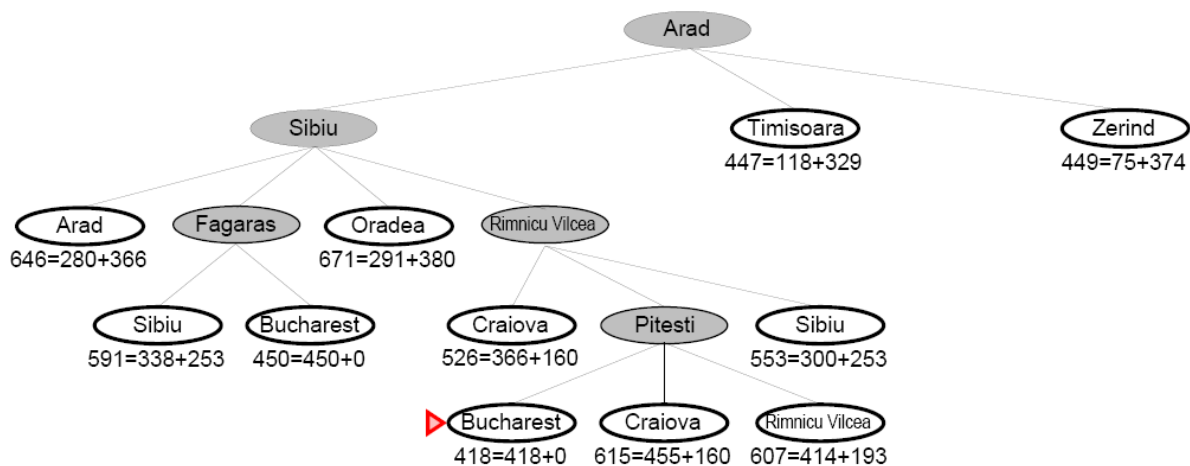 Arad
Sibiu
Timisoara
Zerind
447=118+329
449=75+374
Arad
Fagaras
Oradea
Rimnicu Vilcea
646=280+366
671=291+380
Sibiu
Bucharest
Craiova
Pitesti
Sibiu
591=338+253
450=450+0
526=366+160
553=300+253
Bucharest
Craiova
Rimnicu Vilcea
418=418+0
615=455+160
607=414+193